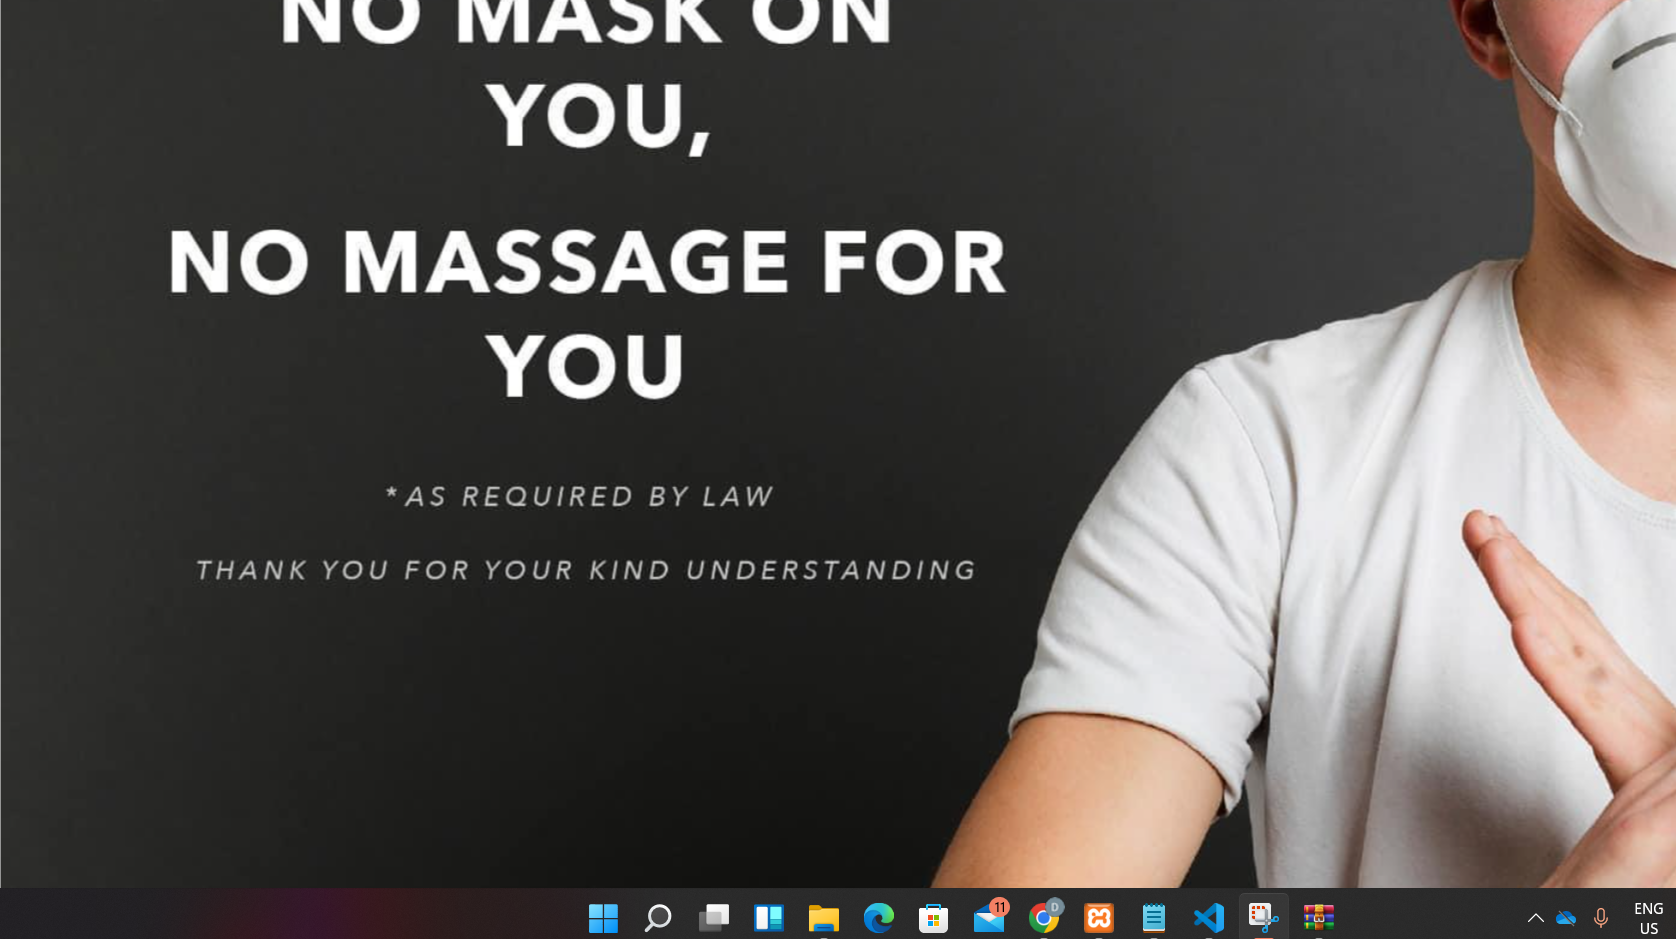 NO MASK ON
YOU,
NO MASSAGE FOR
YOU
*AS REQUIRED BY LAW
THANK YOU FOR YOUR KIND UNDERSTANDING
11
D
ENG
US